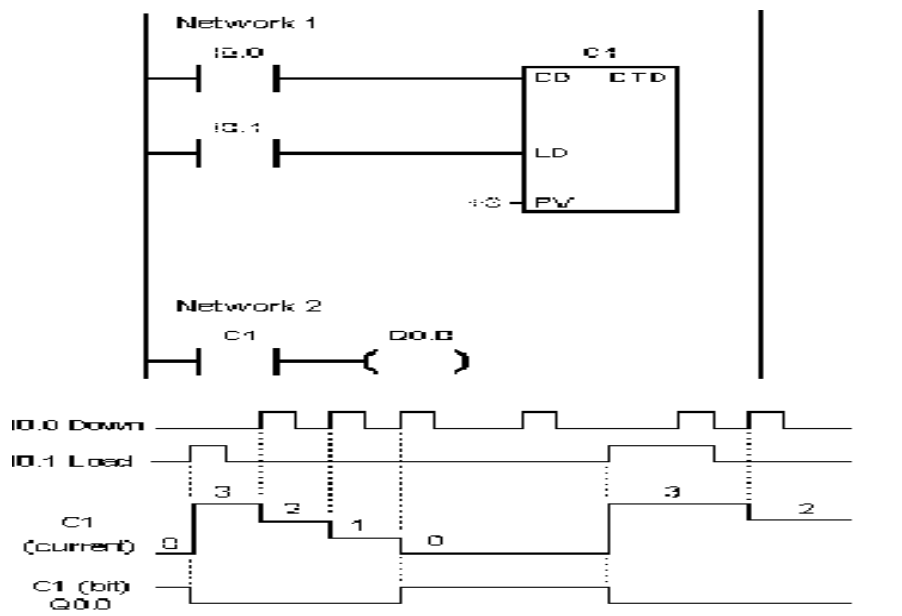 Network 1
I0.0
C1
CD CTD
I0.1
LD
+3 PV
Network 2
C1
Q0.0
I0.0 Down
I0.1 Load
3
3
2
2
1
C1
(current)
0
0
C1 (bit)
Q0.0